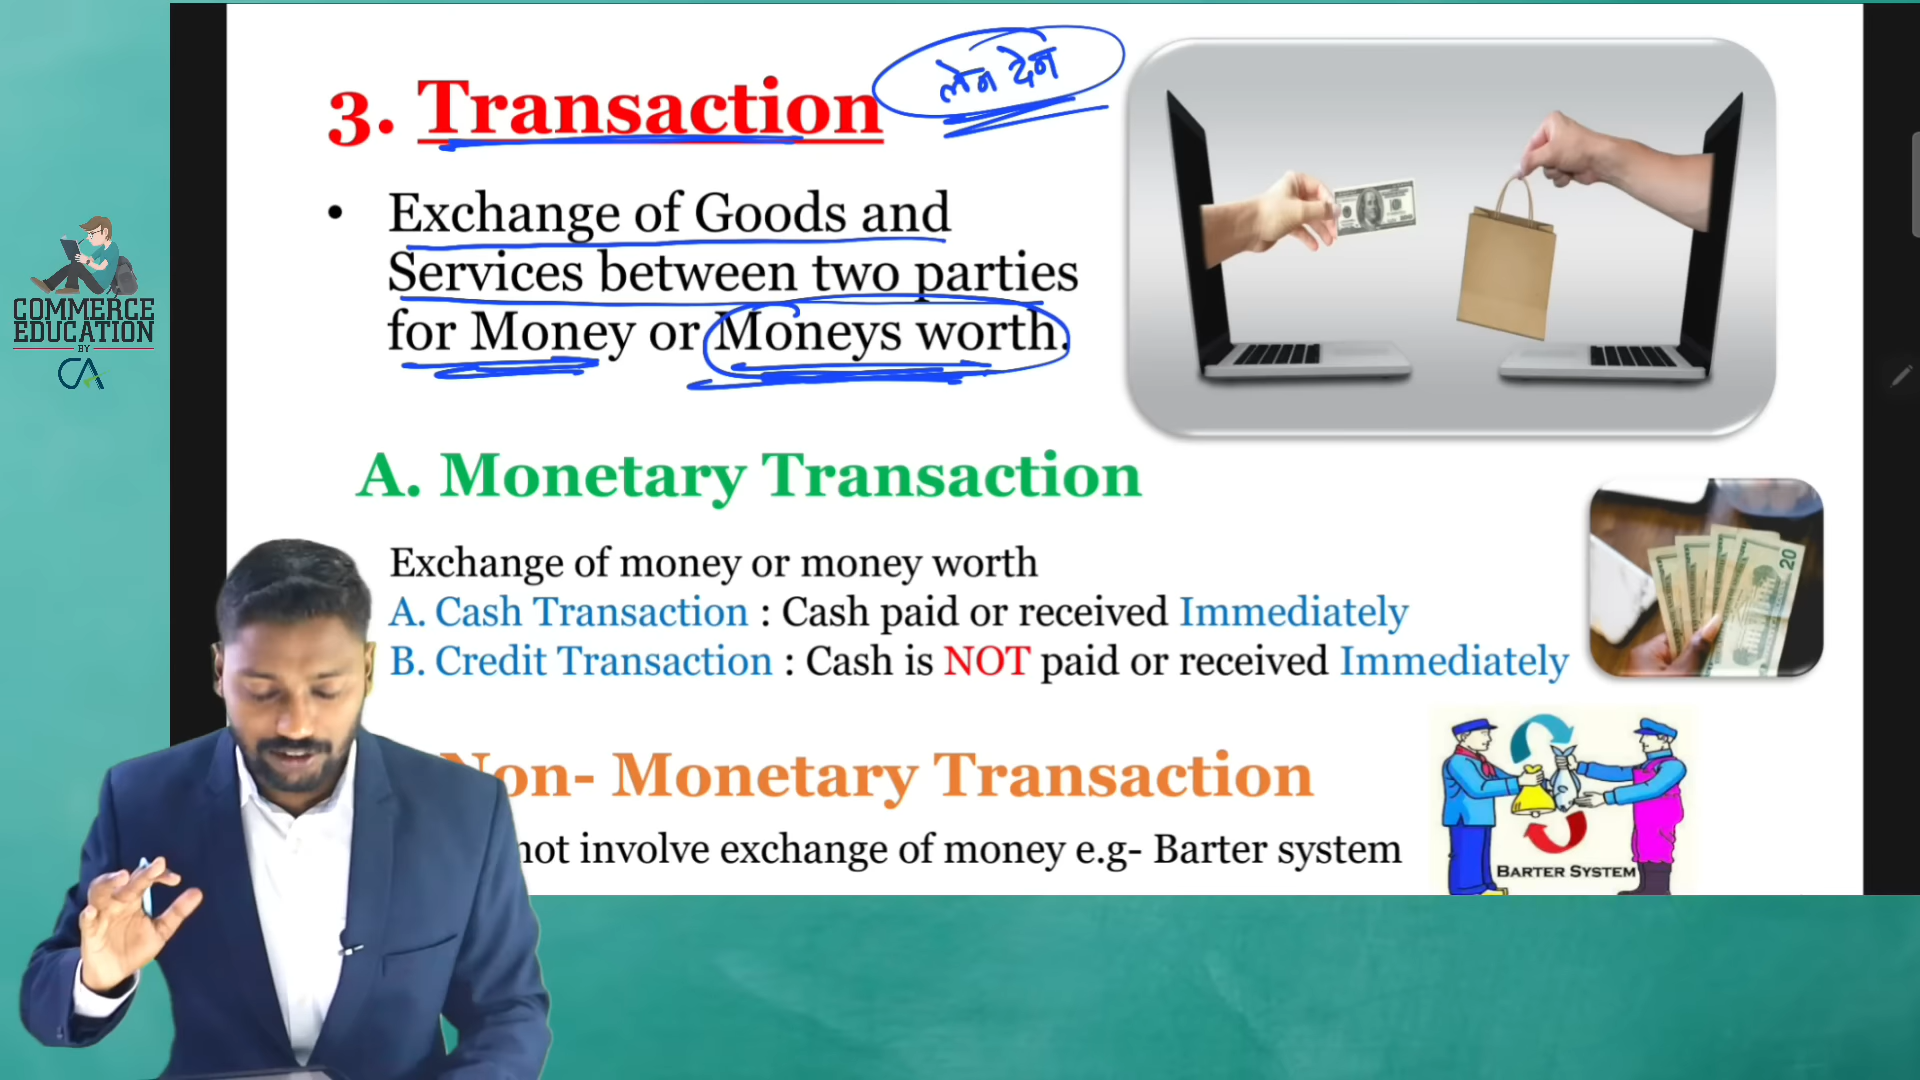 3. Transaction
लेन देन
• Exchange of Goods and
Services between two parties
for Money or Moneys worth.
A. Monetary Transaction
Exchange of money or money worth
A. Cash Transaction : Cash paid or received Immediately
B. Credit Transaction : Cash is NOT paid or received Immediately
Non- Monetary Transaction
not involve exchange of money e.g- Barter system
BARTER SYSTEM
20
COMMERCE
EDUCATION
BY
CA